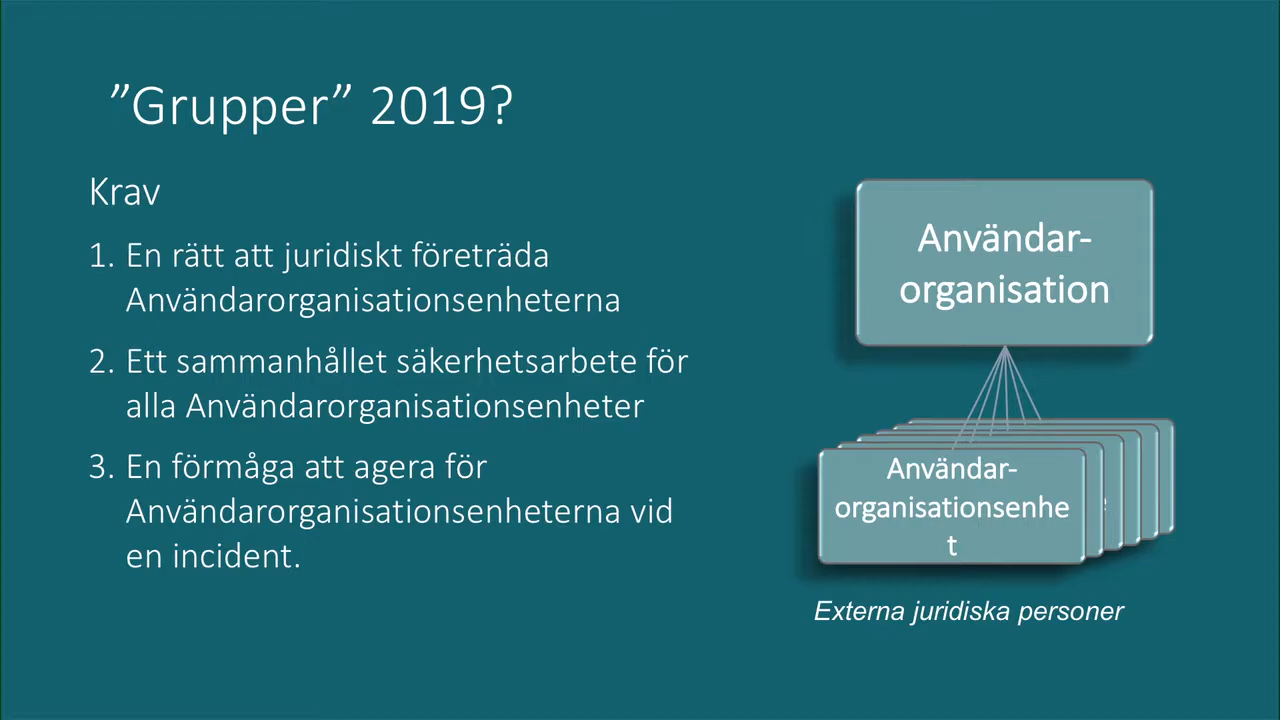 ”Grupper” 2019?
Krav
1. En rätt att juridiskt företräda
Användarorganisationsenheterna
2. Ett sammanhållet säkerhetsarbete för
alla Användarorganisationsenheter
3. En förmåga att agera för
Användarorganisationsenheterna vid
en incident.
Användar-
organisation
Användar-
organisationsenhe
t
Externa juridiska personer